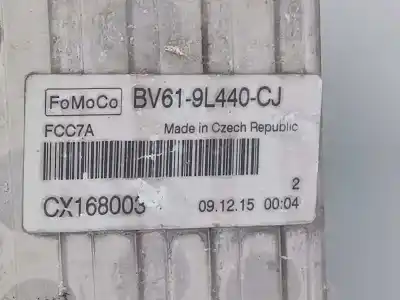 FoMoCo BV61-9L440-CJ
FCC7A Made in Czech Republic
2
CX168003 09.12.15 00:04